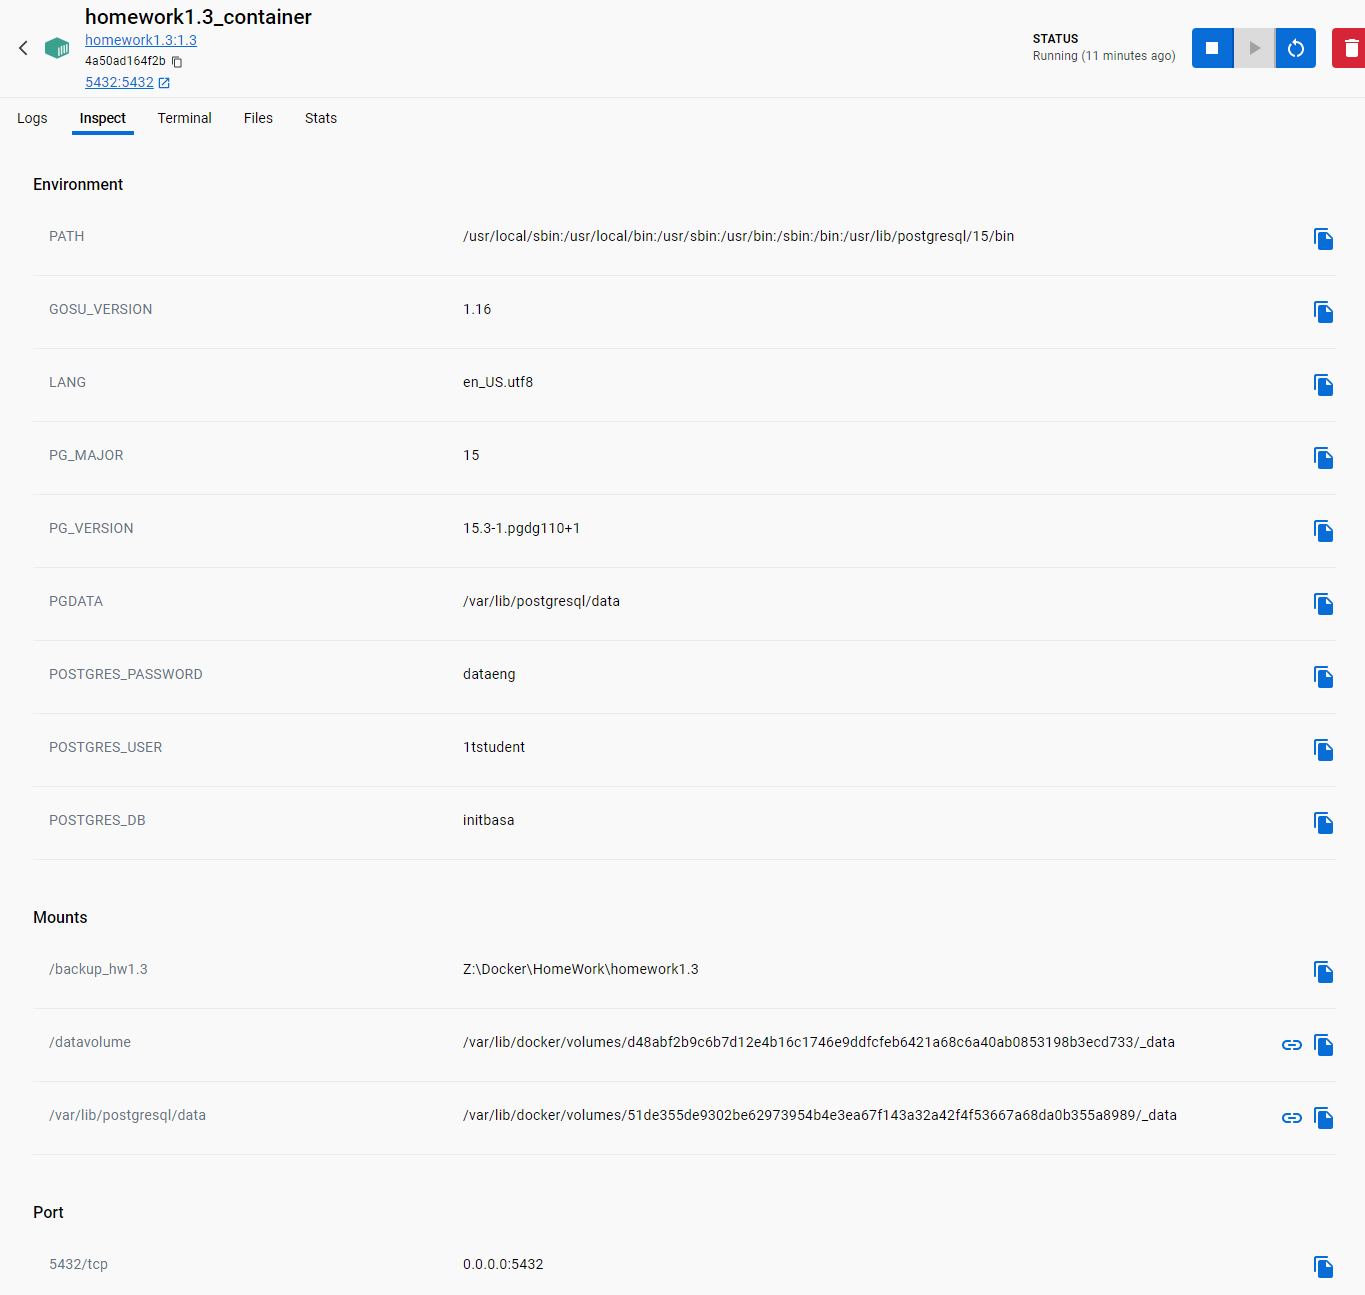 homework1.3_container
homework1.3:1.3
4a50ad164f2b
5432:5432
STATUS
Running (11 minutes ago)
Logs
Inspect
Terminal
Files
Stats
Environment
PATH
/usr/local/sbin:/usr/local/bin:/usr/sbin:/usr/bin:/sbin:/bin:/usr/lib/postgresql/15/bin
GOSU_VERSION
1.16
LANG
en_US.utf8
PG_MAJOR
15
PG_VERSION
15.3-1.pgdg110+1
PGDATA
/var/lib/postgresql/data
POSTGRES_PASSWORD
dataeng
POSTGRES_USER
1tstudent
POSTGRES_DB
initbasa
Mounts
/backup_hw1.3
Z:\Docker\HomeWork\homework1.3
/datavolume
/var/lib/docker/volumes/d48abf2b9c6b7d12e4b16c1746e9ddfcfeb6421a68c6a40ab0853198b3ecd733/_data
/var/lib/postgresql/data
/var/lib/docker/volumes/51de355de9302be62973954b4e3ea67f143a32a42f4f53667a68da0b355a8989/_data
Port
5432/tcp
0.0.0.0:5432